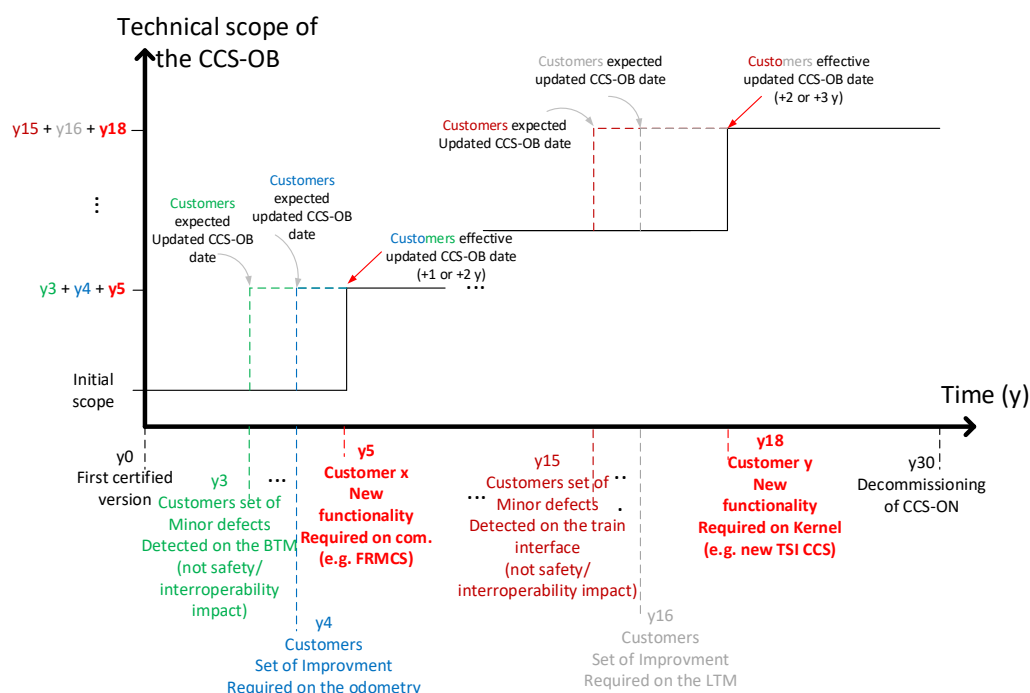 Technical scope of
the CCS-OB
Customers expected
updated CCS-OB date
Customers effective
updated CCS-OB date
(+2 or +3 y)
y15 + y16 + y18
Customers expected
Updated CCS-OB date
⋮
Customers
expected
Updated CCS-OB
date
Customers
expected
updated CCS-OB
date
Customers effective
updated CCS-OB date
(+1 or +2 y)
y3 + y4 + y5
...
Initial
scope
Time (y)
y0
First certified
version
y3
Customers set of
Minor defects
Detected on the BTM
(not safety/
interoperability
impact)
...
y4
Customers
Set of Improvment
Required on the odometry
y5
Customer x
New
functionality
Required on com.
(e.g. FRMCS)
...
y15
Customers set of
Minor defects
Detected on the train
interface
(not safety/
interoperability impact)
...
y16
Customers
Set of Improvment
Required on the LTM
y18
Customer y
New
functionality
Required on Kernel
(e.g. new TSI CCS)
y30
Decommissioning
of CCS-ON